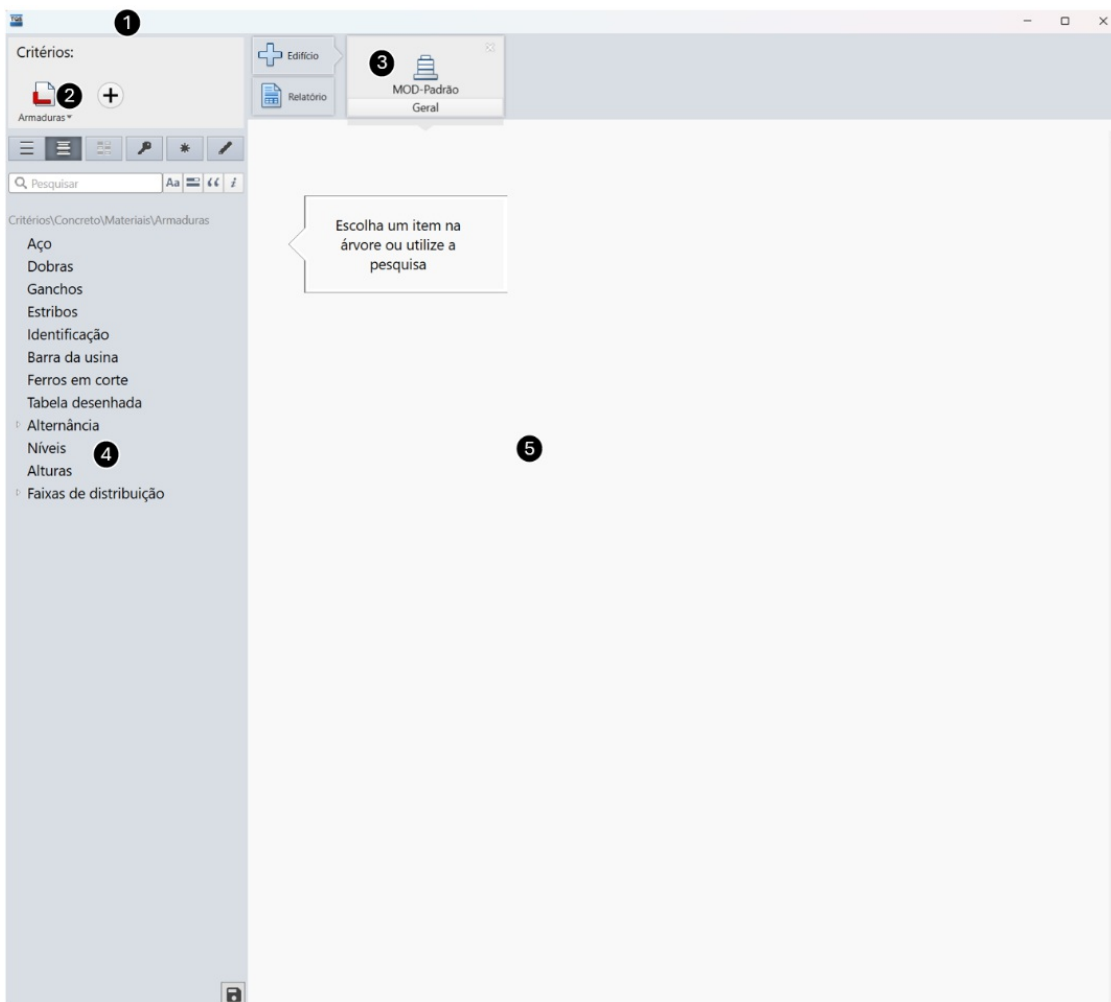 1
Critérios:
2
Armaduras
Edifício
Relatório
3
MOD-Padrão
Geral
Pesquisar
Aa
““
i
Critérios\Concreto\Materiais\Armaduras
Aço
Dobras
Ganchos
Estribos
Identificação
Barra da usina
Ferros em corte
Tabela desenhada
Alternância
Níveis
4
Alturas
Faixas de distribuição
Escolha um item na
árvore ou utilize a
pesquisa
5